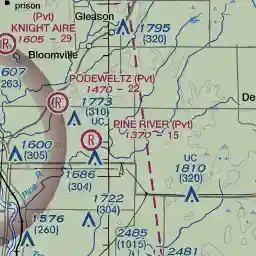 prison
Gleason
(Pvt)
KNIGHT AIRE
1605 - 29
1795
(320)
Bloomville
607
(263)
PODEWELTZ (Pvt)
1470 - 22
De
1773
(310)
UC
PINE RIVER (Pvt)
1370 - 15
1600
(305)
UC
1810
(320)
1686
(304)
Pine R
1722
(304)
1576
(260)
2485
(1015)
2481